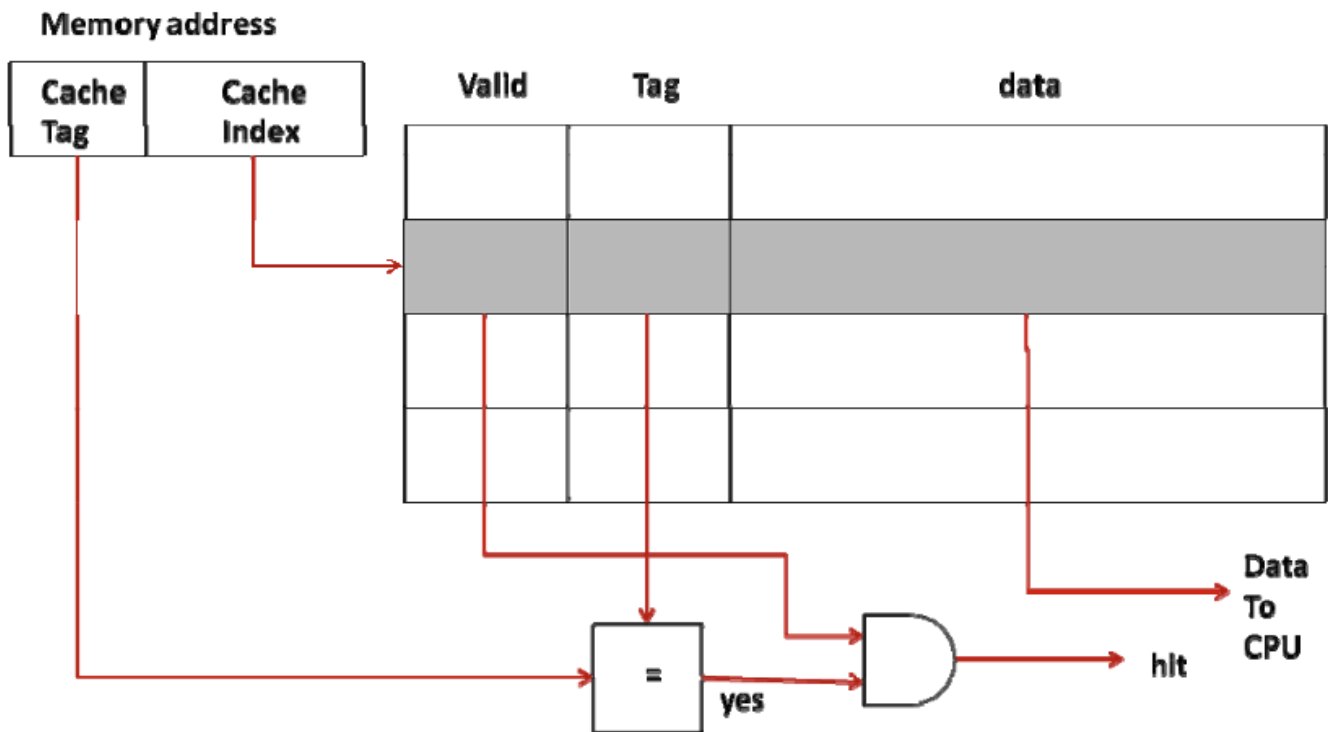 Memory address
Cache
Tag
Cache
Index
Valid
Tag
data
=
yes
hit
Data
To
CPU